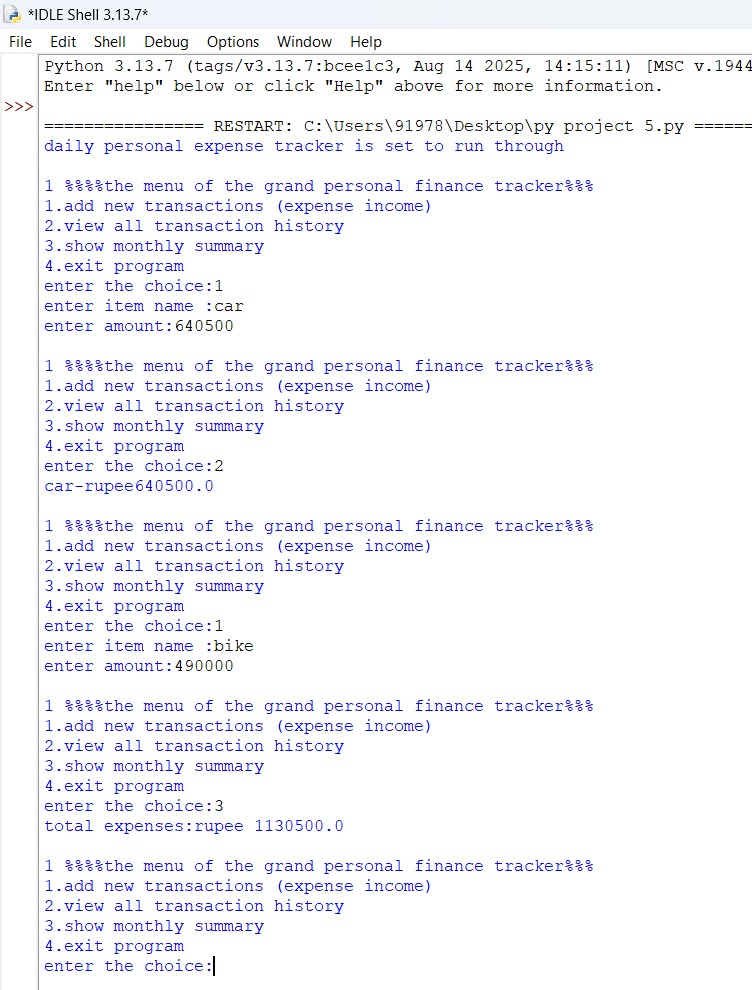 *IDLE Shell 3.13.7*
File Edit Shell Debug Options Window Help
Python 3.13.7 (tags/v3.13.7:bcee1c3, Aug 14 2025, 14:15:11) [MSC v.1944
Enter "help" below or click "Help" above for more information.
>>>
================ RESTART: C:\Users\91978\Desktop\py project 5.py ======
daily personal expense tracker is set to run through
1 %%%%the menu of the grand personal finance tracker%%%
1.add new transactions (expense income)
2.view all transaction history
3.show monthly summary
4.exit program
enter the choice:1
enter item name :car
enter amount:640500
1 %%%%the menu of the grand personal finance tracker%%%
1.add new transactions (expense income)
2.view all transaction history
3.show monthly summary
4.exit program
enter the choice:2
car-rupee640500.0
1 %%%%the menu of the grand personal finance tracker%%%
1.add new transactions (expense income)
2.view all transaction history
3.show monthly summary
4.exit program
enter the choice:1
enter item name :bike
enter amount:490000
1 %%%%the menu of the grand personal finance tracker%%%
1.add new transactions (expense income)
2.view all transaction history
3.show monthly summary
4.exit program
enter the choice:3
total expenses:rupee 1130500.0
1 %%%%the menu of the grand personal finance tracker%%%
1.add new transactions (expense income)
2.view all transaction history
3.show monthly summary
4.exit program
enter the choice: